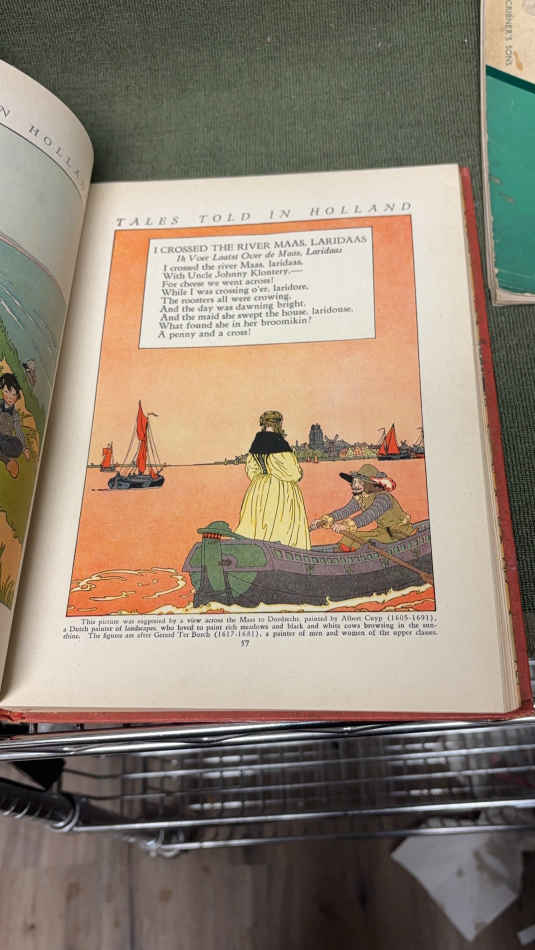 N HOLLAND
CRIBNER'S SONS
TALES TOLD IN HOLLAND
I CROSSED THE RIVER MAAS, LARIDAAS
Ik Voer Laatst Over de Maas, Laridaas
I crossed the river Maas, laridaas,
With Uncle Johnny Klontery,—
For cheese we went across!
While I was crossing o'er, laridore,
The roosters all were crowing,
And the day was dawning bright,
And the maid she swept the house, laridouse,
What found she in her broomikin?
A penny and a cross!
This picture was suggested by a view across the Maas to Dordrecht, painted by Albert Cuyp (1605-1691),
a Dutch painter of landscapes, who loved to paint rich meadows and black and white cows browsing in the sun-
shine. The figures are after Gerard Ter Borch (1617-1681), a painter of men and women of the upper classes.
57